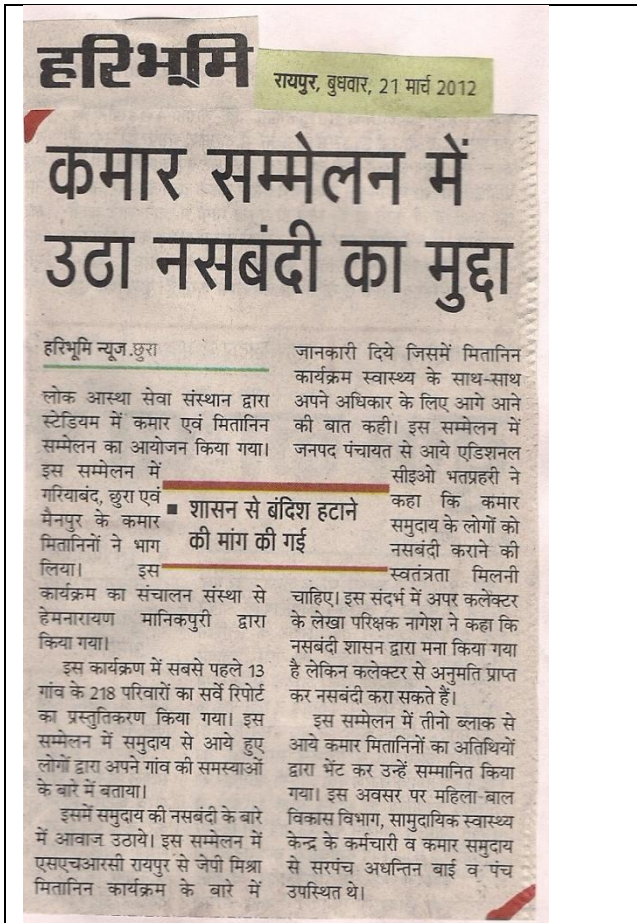 हरिभूमि
रायपुर, बुधवार, 21 मार्च 2012
कमार सम्मेलन में
उठा नसबंदी का मुद्दा
हरिभूमि न्यूज.छुरा
लोक आस्था सेवा संस्थान द्वारा
स्टेडियम में कमार एवं मितानिन
सम्मेलन का आयोजन किया गया।
इस सम्मेलन में
गरियाबंद, छुरा एवं
मैनपुर के कमार
मितानिनों ने भाग
लिया। इस
कार्यक्रम का संचालन संस्था से
हेमनारायण मानिकपुरी द्वारा
किया गया।
इस कार्यक्रण में सबसे पहले 13
गांव के 218 परिवारों का सर्वे रिपोर्ट
का प्रस्तुतिकरण किया गया। इस
सम्मेलन में समुदाय से आये हुए
लोगों द्वारा अपने गांव की समस्याओं
के बारे में बताया।
इसमें समुदाय की नसबंदी के बारे
में आवाज उठाये। इस सम्मेलन में
एसएचआरसी रायपुर से जेपी मिश्रा
मितानिन कार्यक्रम के बारे में
■ शासन से बंदिश हटाने
की मांग की गई
जानकारी दिये जिसमें मितानिन
कार्यक्रम स्वास्थ्य के साथ-साथ
अपने अधिकार के लिए आगे आने
की बात कही। इस सम्मेलन में
जनपद पंचायत से आये एडिशनल
सीइओ भतप्रहरी ने
कहा कि कमार
समुदाय के लोगों को
नसबंदी कराने की
स्वतंत्रता मिलनी
चाहिए। इस संदर्भ में अपर कलेक्टर
के लेखा परिक्षक नागेश ने कहा कि
नसबंदी शासन द्वारा मना किया गया
है लेकिन कलेक्टर से अनुमति प्राप्त
कर नसबंदी करा सकते हैं।
इस सम्मेलन में तीनो ब्लाक से
आये कमार मितानिनों का अतिथियों
द्वारा भेंट कर उन्हें सम्मानित किया
गया। इस अवसर पर महिला-बाल
विकास विभाग, सामुदायिक स्वास्थ्य
केन्द्र के कर्मचारी व कमार समुदाय
से सरपंच अधन्तिन बाई व पंच
उपस्थित थे।